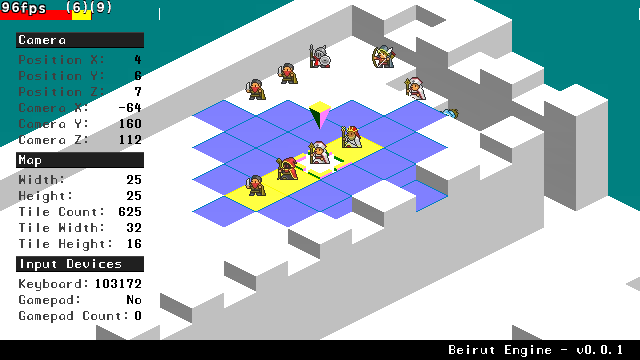 96fps (6)(9)
Camera
Position X: 4
Position Y: 6
Position Z: 7
Camera X: -64
Camera Y: 160
Camera Z: 112
Map
Width: 25
Height: 25
Tile Count: 625
Tile Width: 32
Tile Height: 16
Input Devices
Keyboard: 103172
Gamepad: No
Gamepad Count: 0
Beirut Engine - v0.0.1